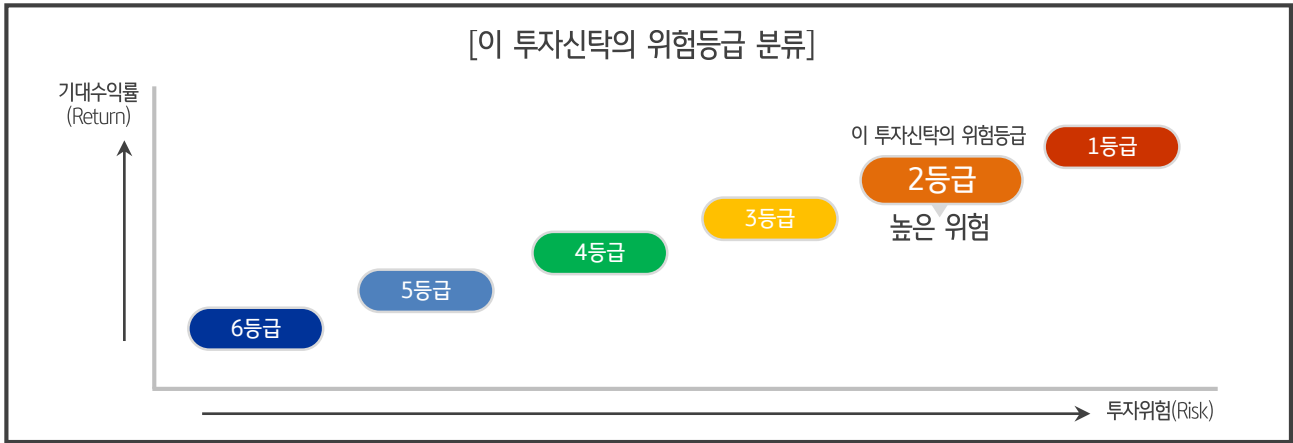 [이 투자신탁의 위험등급 분류]
기대수익률
(Return)
이 투자신탁의 위험등급
1등급
2등급
높은 위험
3등급
4등급
5등급
6등급
투자위험(Risk)